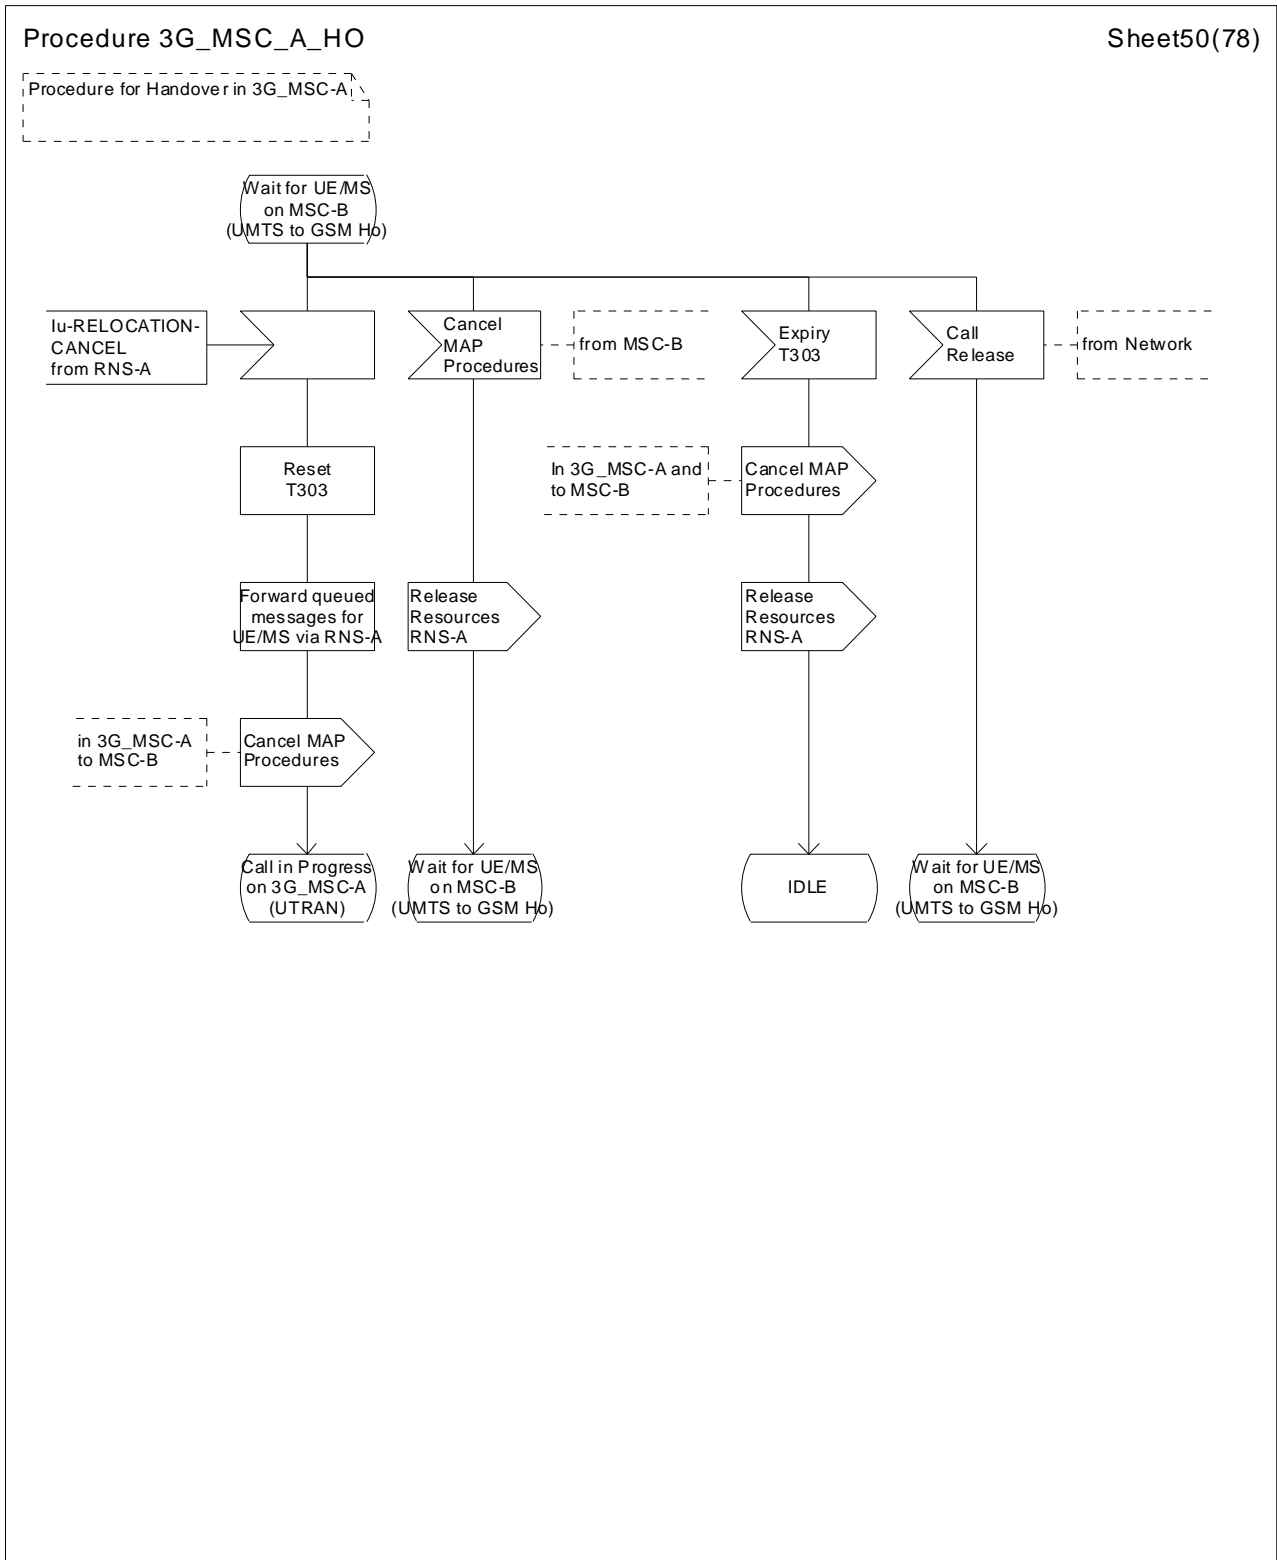 Procedure 3G_MSC_A_HO
Sheet50(78)
Procedure for Handover in 3G_MSC-A
Wait for UE/MS
on MSC-B
(UMTS to GSM Ho)
Iu-RELOCATION-
CANCEL
from RNS-A
Cancel
MAP
Procedures
from MSC-B
Expiry
T303
Call
Release
from Network
Reset
T303
In 3G_MSC-A and
to MSC-B
Cancel MAP
Procedures
Forward queued
messages for
UE/MS via RNS-A
Release
Resources
RNS-A
Release
Resources
RNS-A
in 3G_MSC-A
to MSC-B
Cancel MAP
Procedures
Call in Progress
on 3G_MSC-A
(UTRAN)
Wait for UE/MS
on MSC-B
(UMTS to GSM Ho)
IDLE
Wait for UE/MS
on MSC-B
(UMTS to GSM Ho)